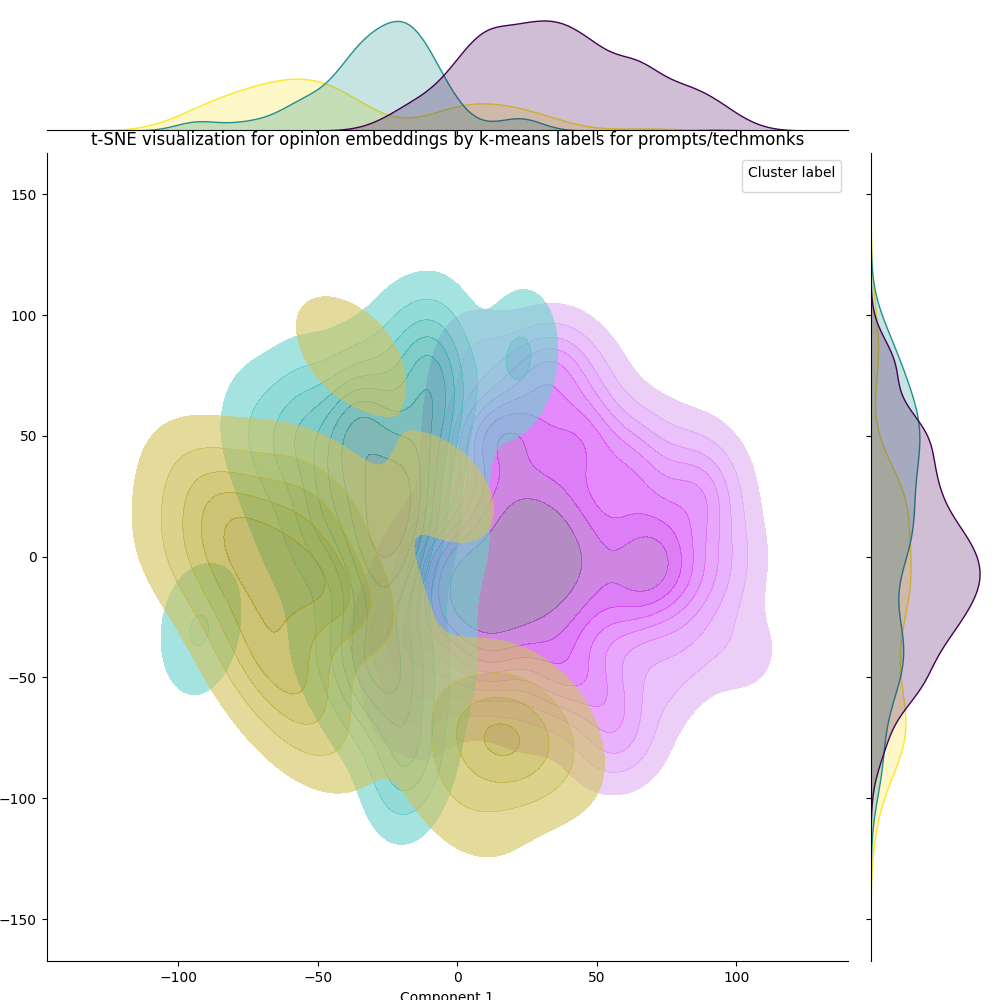 t-SNE visualization for opinion embeddings by k-means labels for prompts/techmonks
Cluster label
150
100
50
0
−50
−100
−150
−100 −50 0 50 100
Component 1